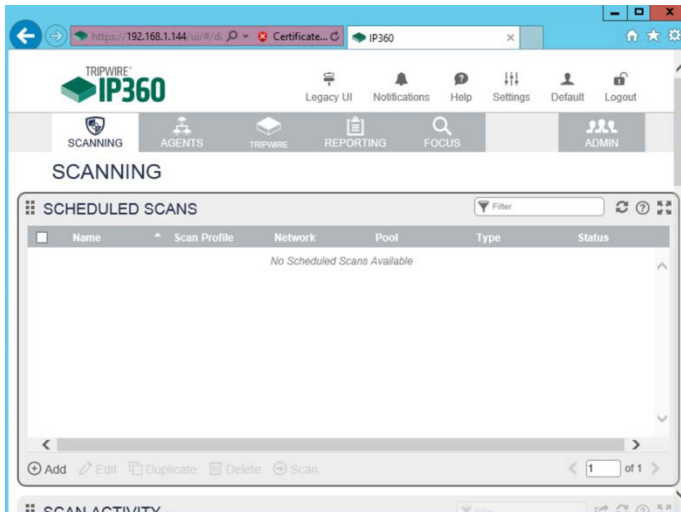 https://192.168.1.144/ui/#/d. Certificate... IP360
TRIPWIRE
IP360
Legacy UI Notifications Help Settings Default Logout
SCANNING AGENTS TRIPWIRE REPORTING FOCUS ADMIN
SCANNING
SCHEDULED SCANS Filter
Name Scan Profile Network Pool Type Status
No Scheduled Scans Available
Add Edit Duplicate Delete Scan 1 of 1
SCAN ACTIVITY Filter